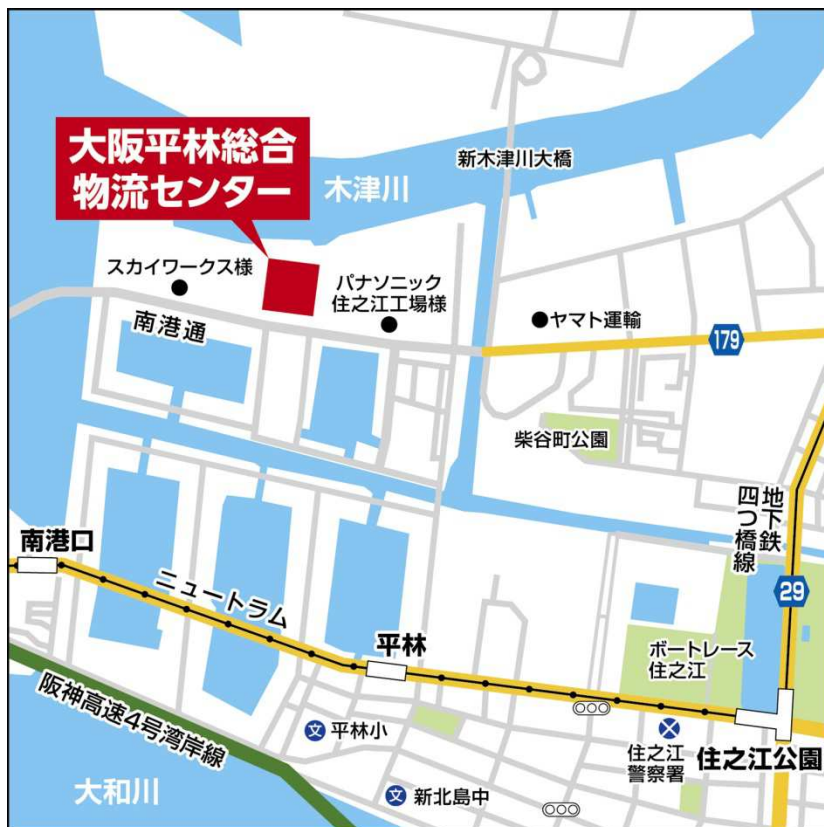 大阪平林総合
物流センター
新木津川大橋
木津川
スカイワークス様
パナソニック
住之江工場様
ヤマト運輸
南港通
179
柴谷町公園
地下鉄
四つ橋線
南港口
ニュートラム
29
平林
ボートレース
住之江
阪神高速4号湾岸線
文 平林小
住之江
警察署
住之江公園
大和川
文 新北島中